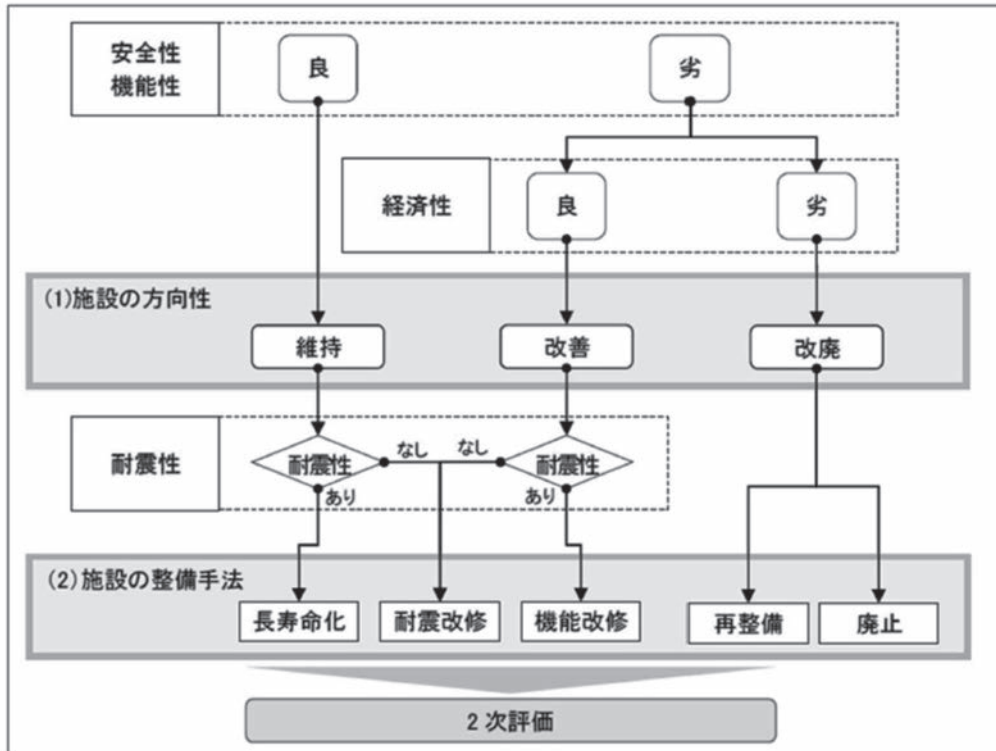 安全性
機能性
良
劣
経済性
良
劣
(1)施設の方向性
維持
改善
改廃
耐震性
耐震性
なし
なし
耐震性
あり
あり
(2)施設の整備手法
長寿命化
耐震改修
機能改修
再整備
廃止
2次評価